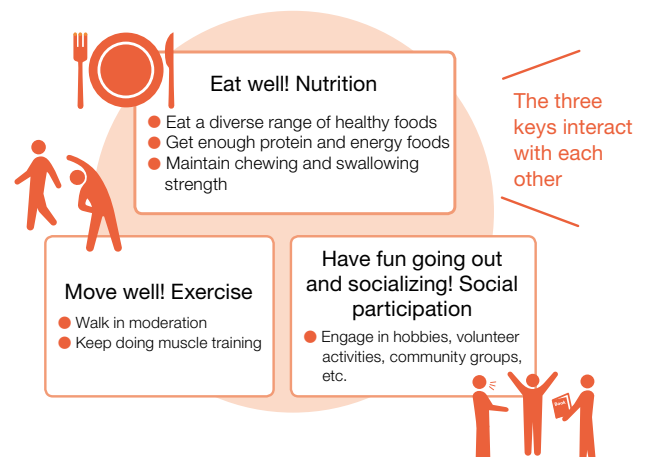 Eat well! Nutrition
● Eat a diverse range of healthy foods
● Get enough protein and energy foods
● Maintain chewing and swallowing
strength
The three
keys interact
with each
other
Move well! Exercise
● Walk in moderation
● Keep doing muscle training
Have fun going out
and socializing! Social
participation
● Engage in hobbies, volunteer
activities, community groups,
etc.
Book